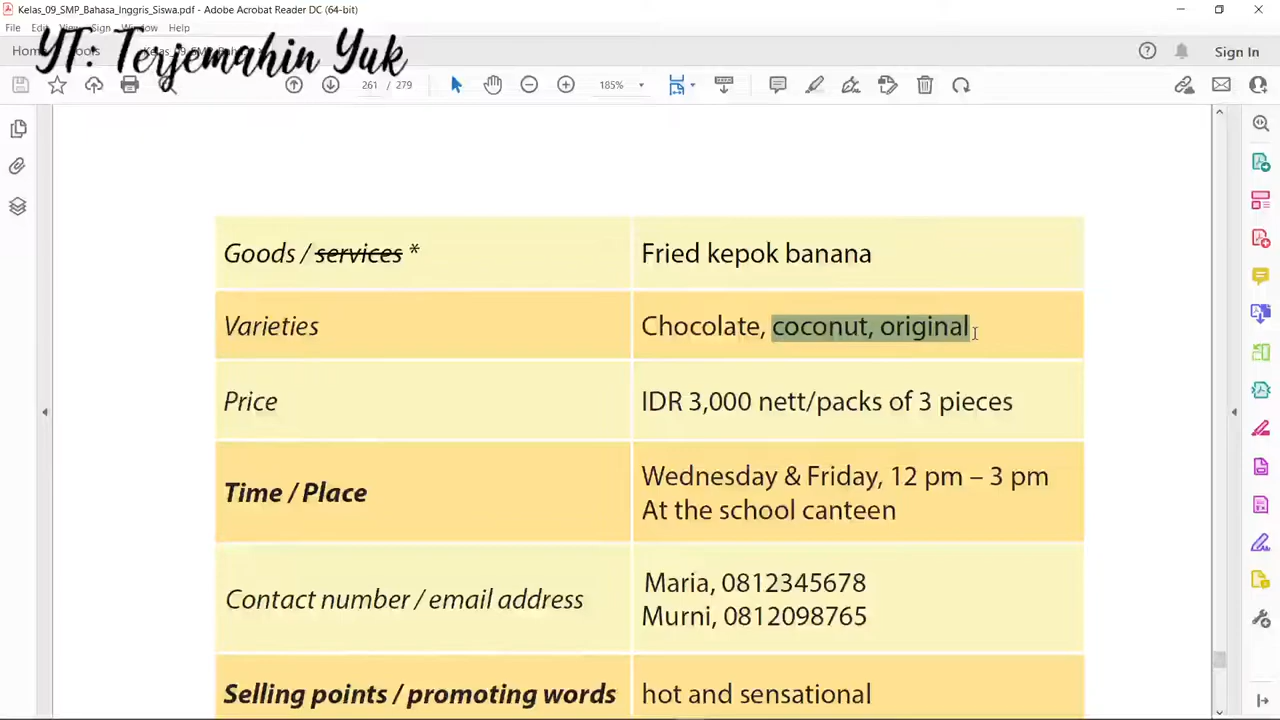 Kelas_09_SMP_Bahasa_Inggris_Siswa.pdf - Adobe Acrobat Reader DC (64-bit)
File Edit View Sign Window Help
YT: Terjemahin Yuk
Sign In
261 / 279
185%
Goods / services * Fried kepok banana
Varieties Chocolate, coconut, original
Price IDR 3,000 nett/packs of 3 pieces
Time / Place Wednesday & Friday, 12 pm – 3 pm
At the school canteen
Contact number / email address Maria, 0812345678
Murni, 0812098765
Selling points / promoting words hot and sensational